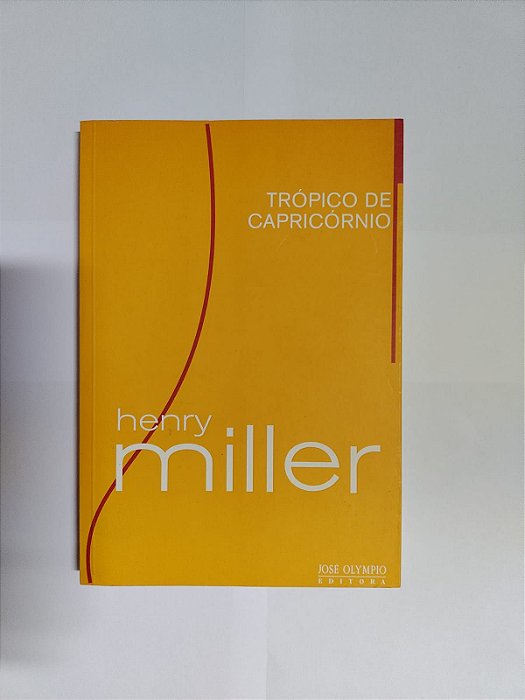 TRÓPICO DE
CAPRICÓRNIO
henry
miller
JOSÉ OLYMPIO
EDITORA